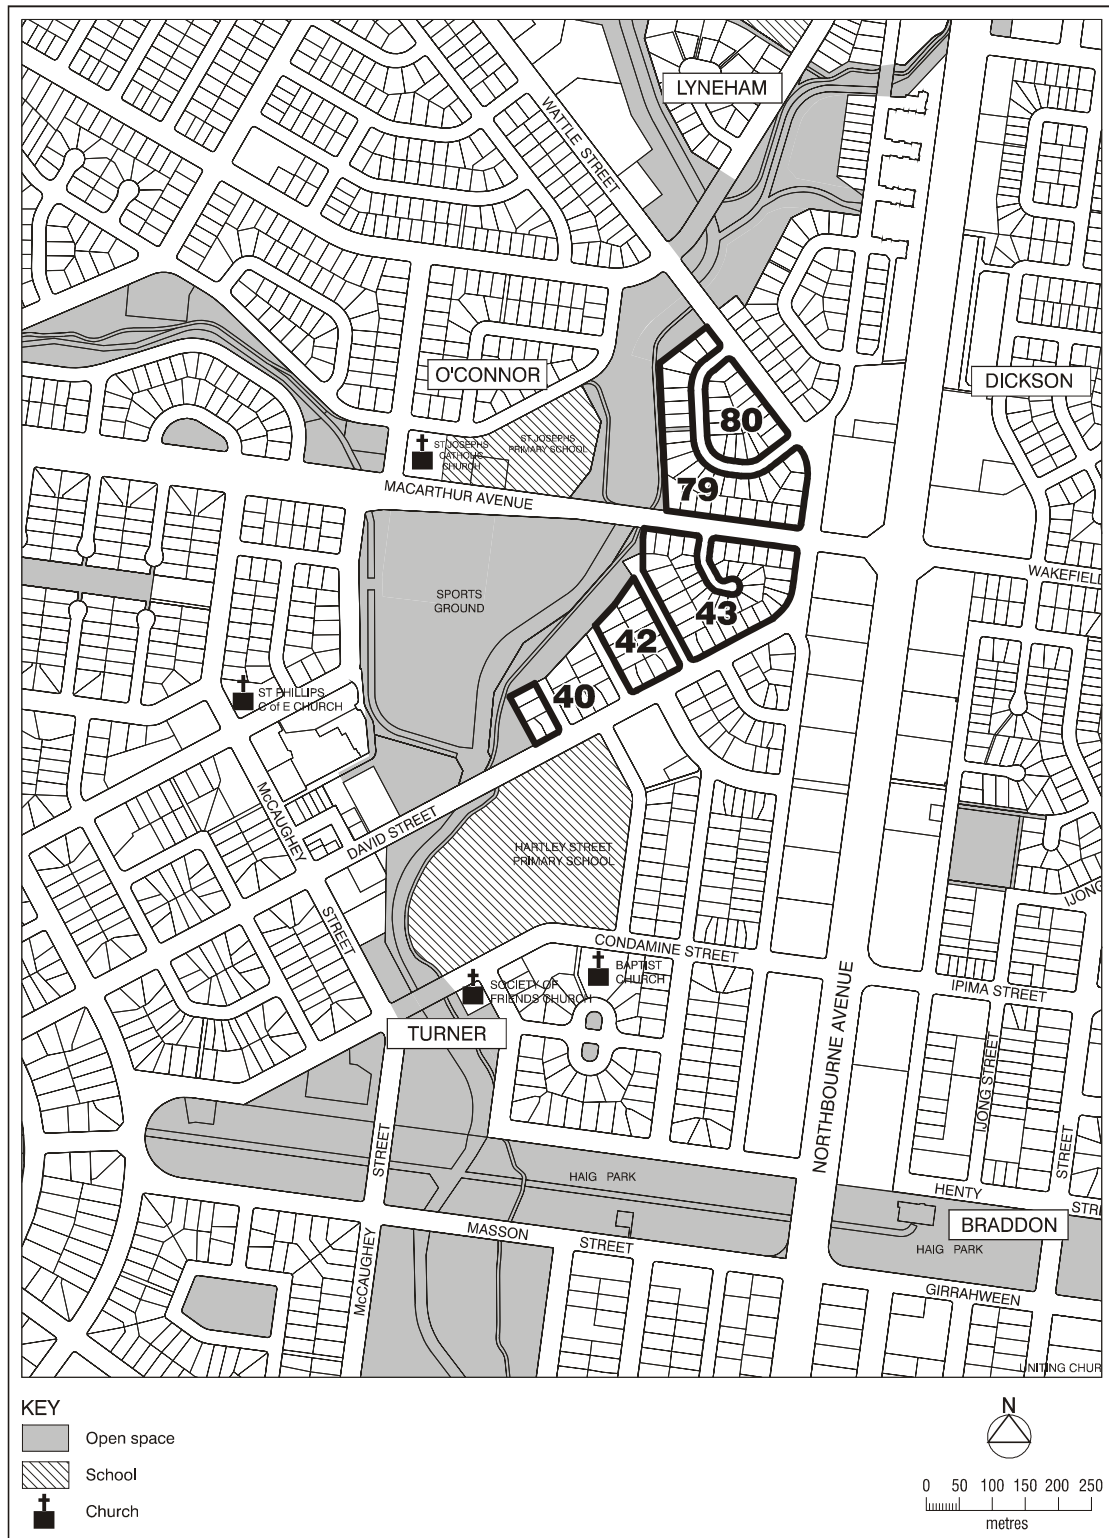 LYNEHAM
WATTLE STREET
O'CONNOR
DICKSON
80
ST JOSEPHS
CATHOLIC
CHURCH
ST JOSEPHS
PRIMARY SCHOOL
79
MACARTHUR AVENUE
WAKEFIELD
SPORTS
GROUND
43
42
40
ST PHILLIPS
C of E CHURCH
McCAUGHEY
STREET
DAVID STREET
HARTLEY STREET
PRIMARY SCHOOL
IJONG
CONDAMINE STREET
BAPTIST
CHURCH
SOCIETY OF
FRIENDS CHURCH
IPIMA STREET
TURNER
NORTHBOURNE AVENUE
IJONG STREET
STREET
STREET
HAIG PARK
HENTY
STRE
BRADDON
MASSON
STREET
HAIG PARK
McCAUGHEY
GIRRAHWEEN
UNITING CHUR
KEY
Open space
School
Church
N
0 50 100 150 200 250
metres